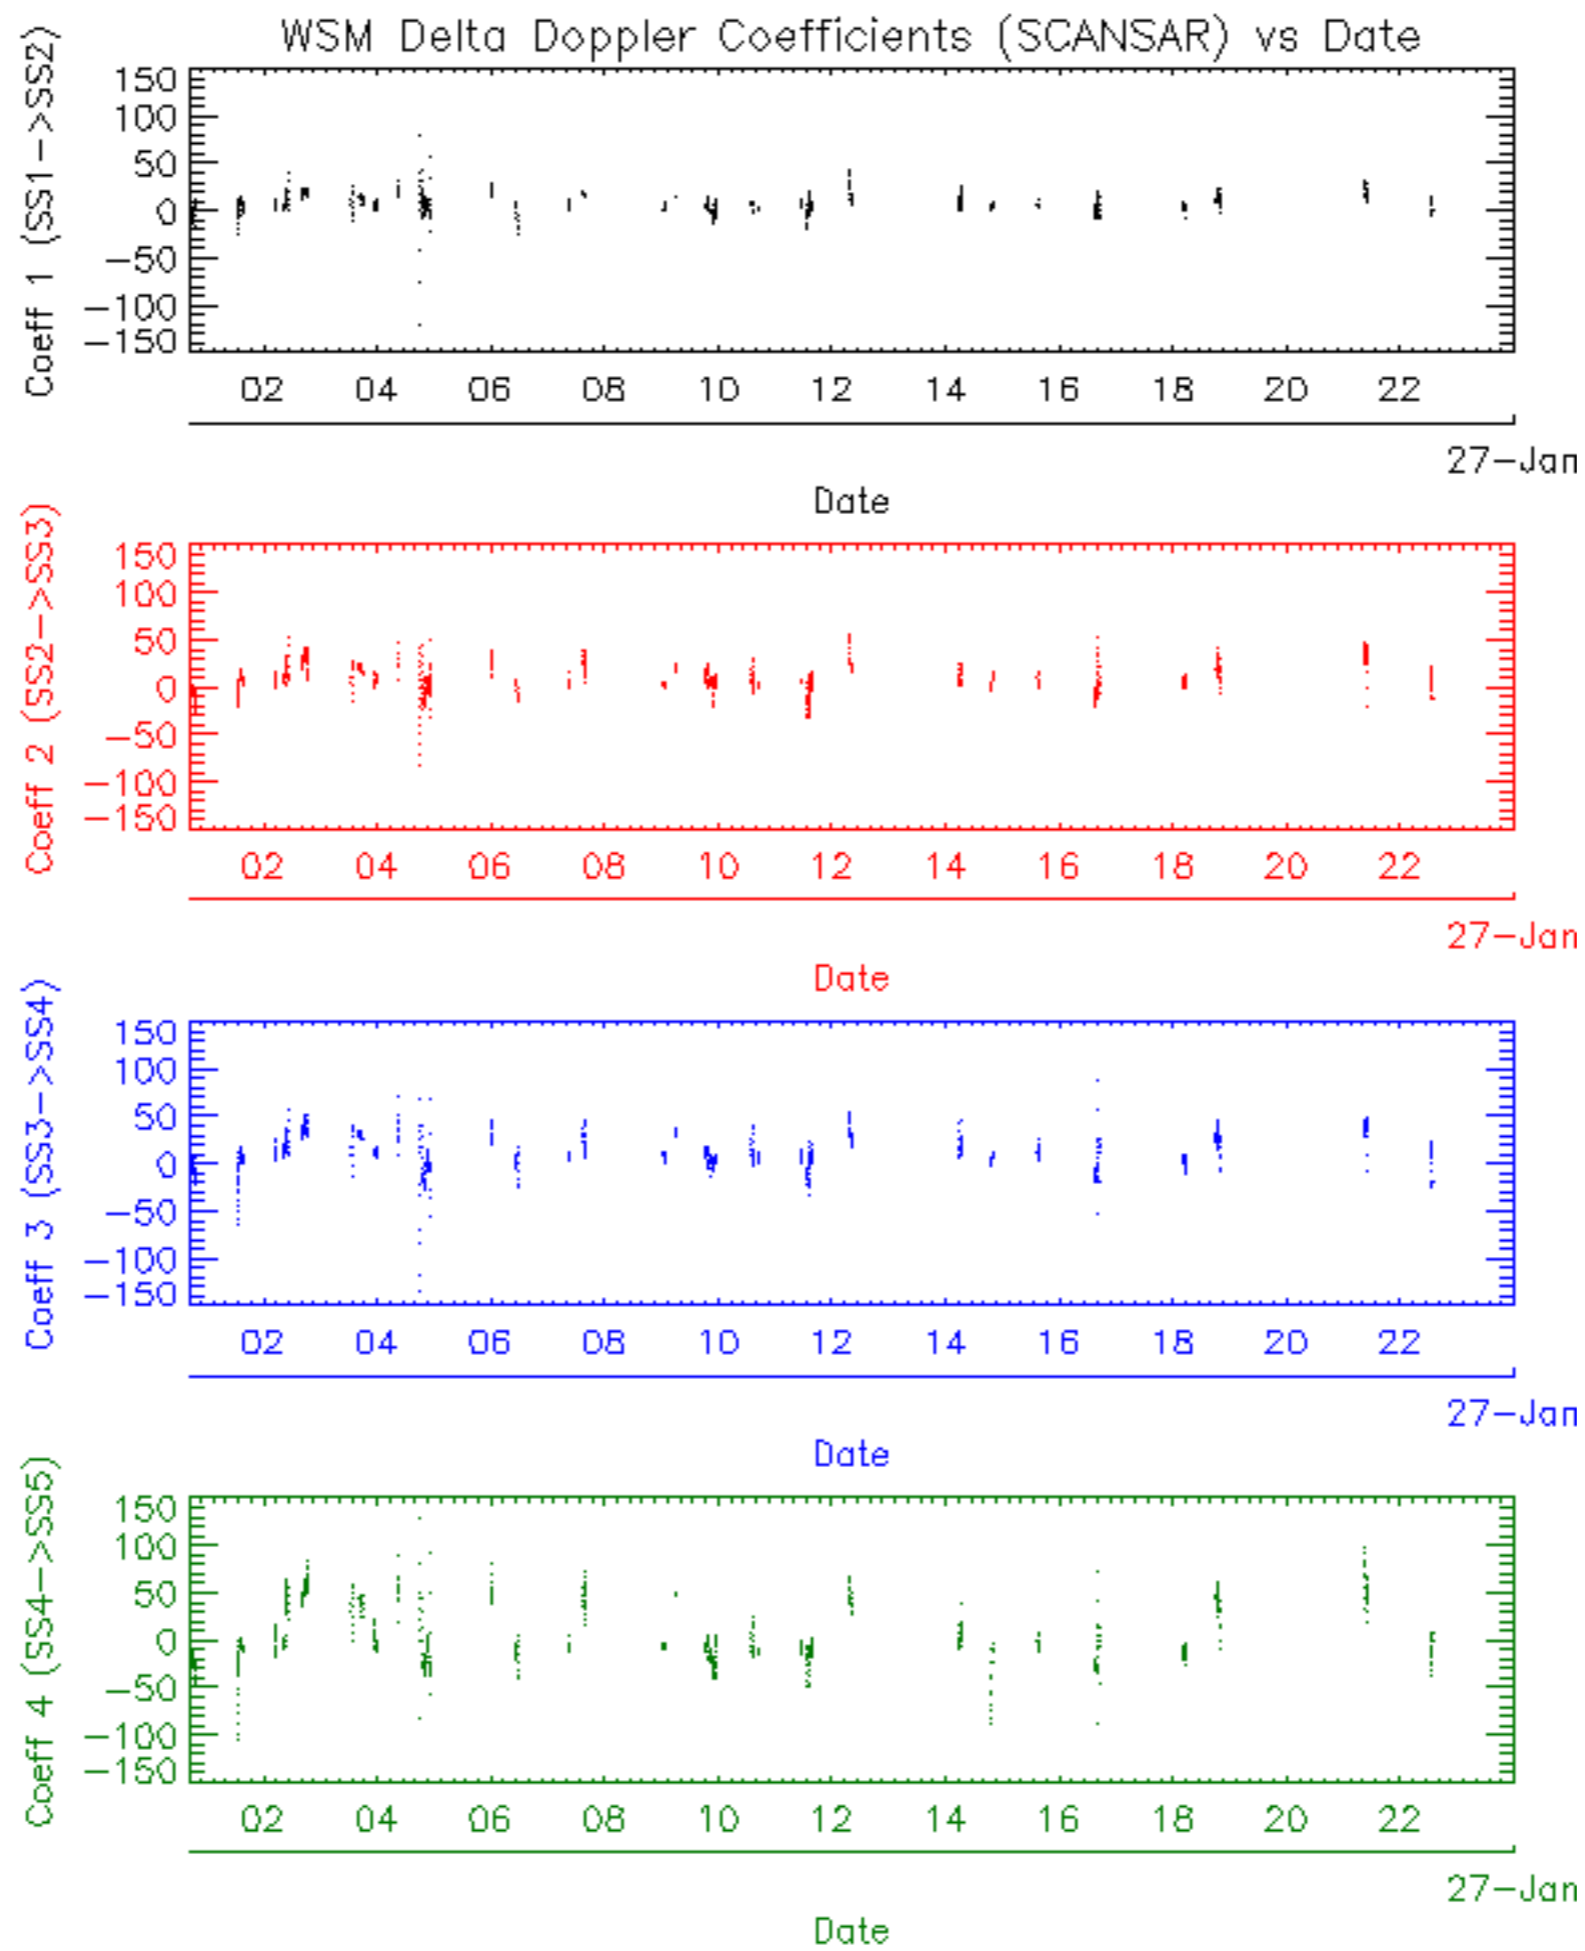 WSM Delta Doppler Coefficients (SCANSAR) vs Date
Coeff 1 (SS1->SS2)
150
100
50
0
-50
-100
-150
02 04 06 08 10 12 14 16 18 20 22
27-Jan
Date
Coeff 2 (SS2->SS3)
150
100
50
0
-50
-100
-150
02 04 06 08 10 12 14 16 18 20 22
27-Jan
Date
Coeff 3 (SS3->SS4)
150
100
50
0
-50
-100
-150
02 04 06 08 10 12 14 16 18 20 22
27-Jan
Date
Coeff 4 (SS4->SS5)
150
100
50
0
-50
-100
-150
02 04 06 08 10 12 14 16 18 20 22
27-Jan
Date